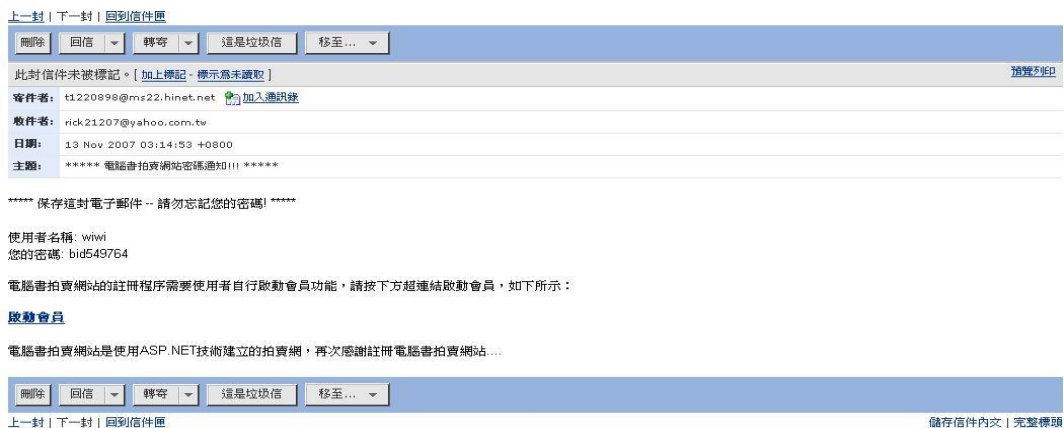 上一封 | 下一封 | 回到信件匣
刪除 回信 轉寄 這是垃圾信 移至...
此封信件未被標記。[ 加上標記 - 標示為未讀取 ] 預覽列印
寄件者: t1220898@ms22.hinet.net 加入通訊錄
收件者: rick21207@yahoo.com.tw
日期: 13 Nov 2007 03:14:53 +0800
主題: ***** 電腦書拍賣網站密碼通知!!! *****
***** 保存這封電子郵件 -- 請勿忘記您的密碼! *****
使用者名稱: wiwi
您的密碼: bid549764
電腦書拍賣網站的註冊程序需要使用者自行啟動會員功能，請按下方超連結啟動會員，如下所示：
啟動會員
電腦書拍賣網站是使用ASP.NET技術建立的拍賣網，再次感謝註冊電腦書拍賣網站....
刪除 回信 轉寄 這是垃圾信 移至...
上一封 | 下一封 | 回到信件匣 儲存信件內文 | 完整標頭